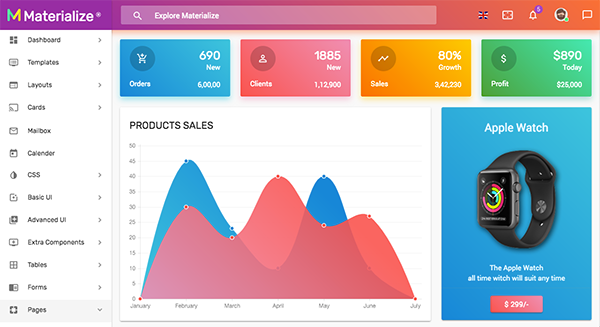 Materialize
Explore Materialize
5
Dashboard
Templates
Layouts
Cards
Mailbox
Calender
CSS
Basic UI
Advanced UI
Extra Components
Tables
Forms
Pages
690
New
Orders 6,00,00
1885
New
Clients 1,12,900
80%
Growth
Sales 3,42,230
$890
Today
Profit $25,000
PRODUCTS SALES
50
45
40
35
30
25
20
15
10
5
0
January February March April May June July
Apple Watch
The Apple Watch
all time witch will suit any time
$ 299/-